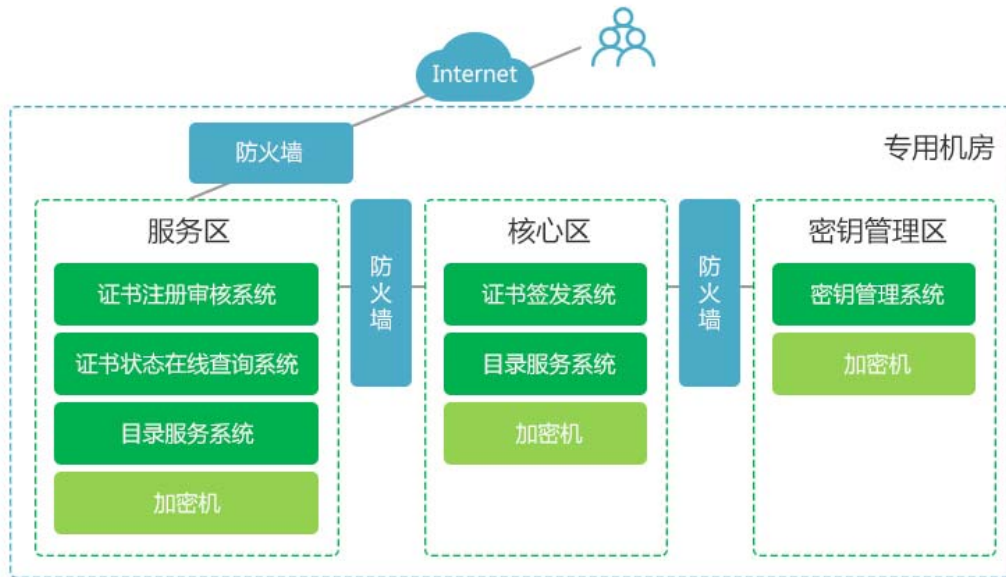 Internet
防火墙
专用机房
服务区
证书注册审核系统
证书状态在线查询系统
目录服务系统
加密机
防火墙
核心区
证书签发系统
目录服务系统
加密机
防火墙
密钥管理区
密钥管理系统
加密机